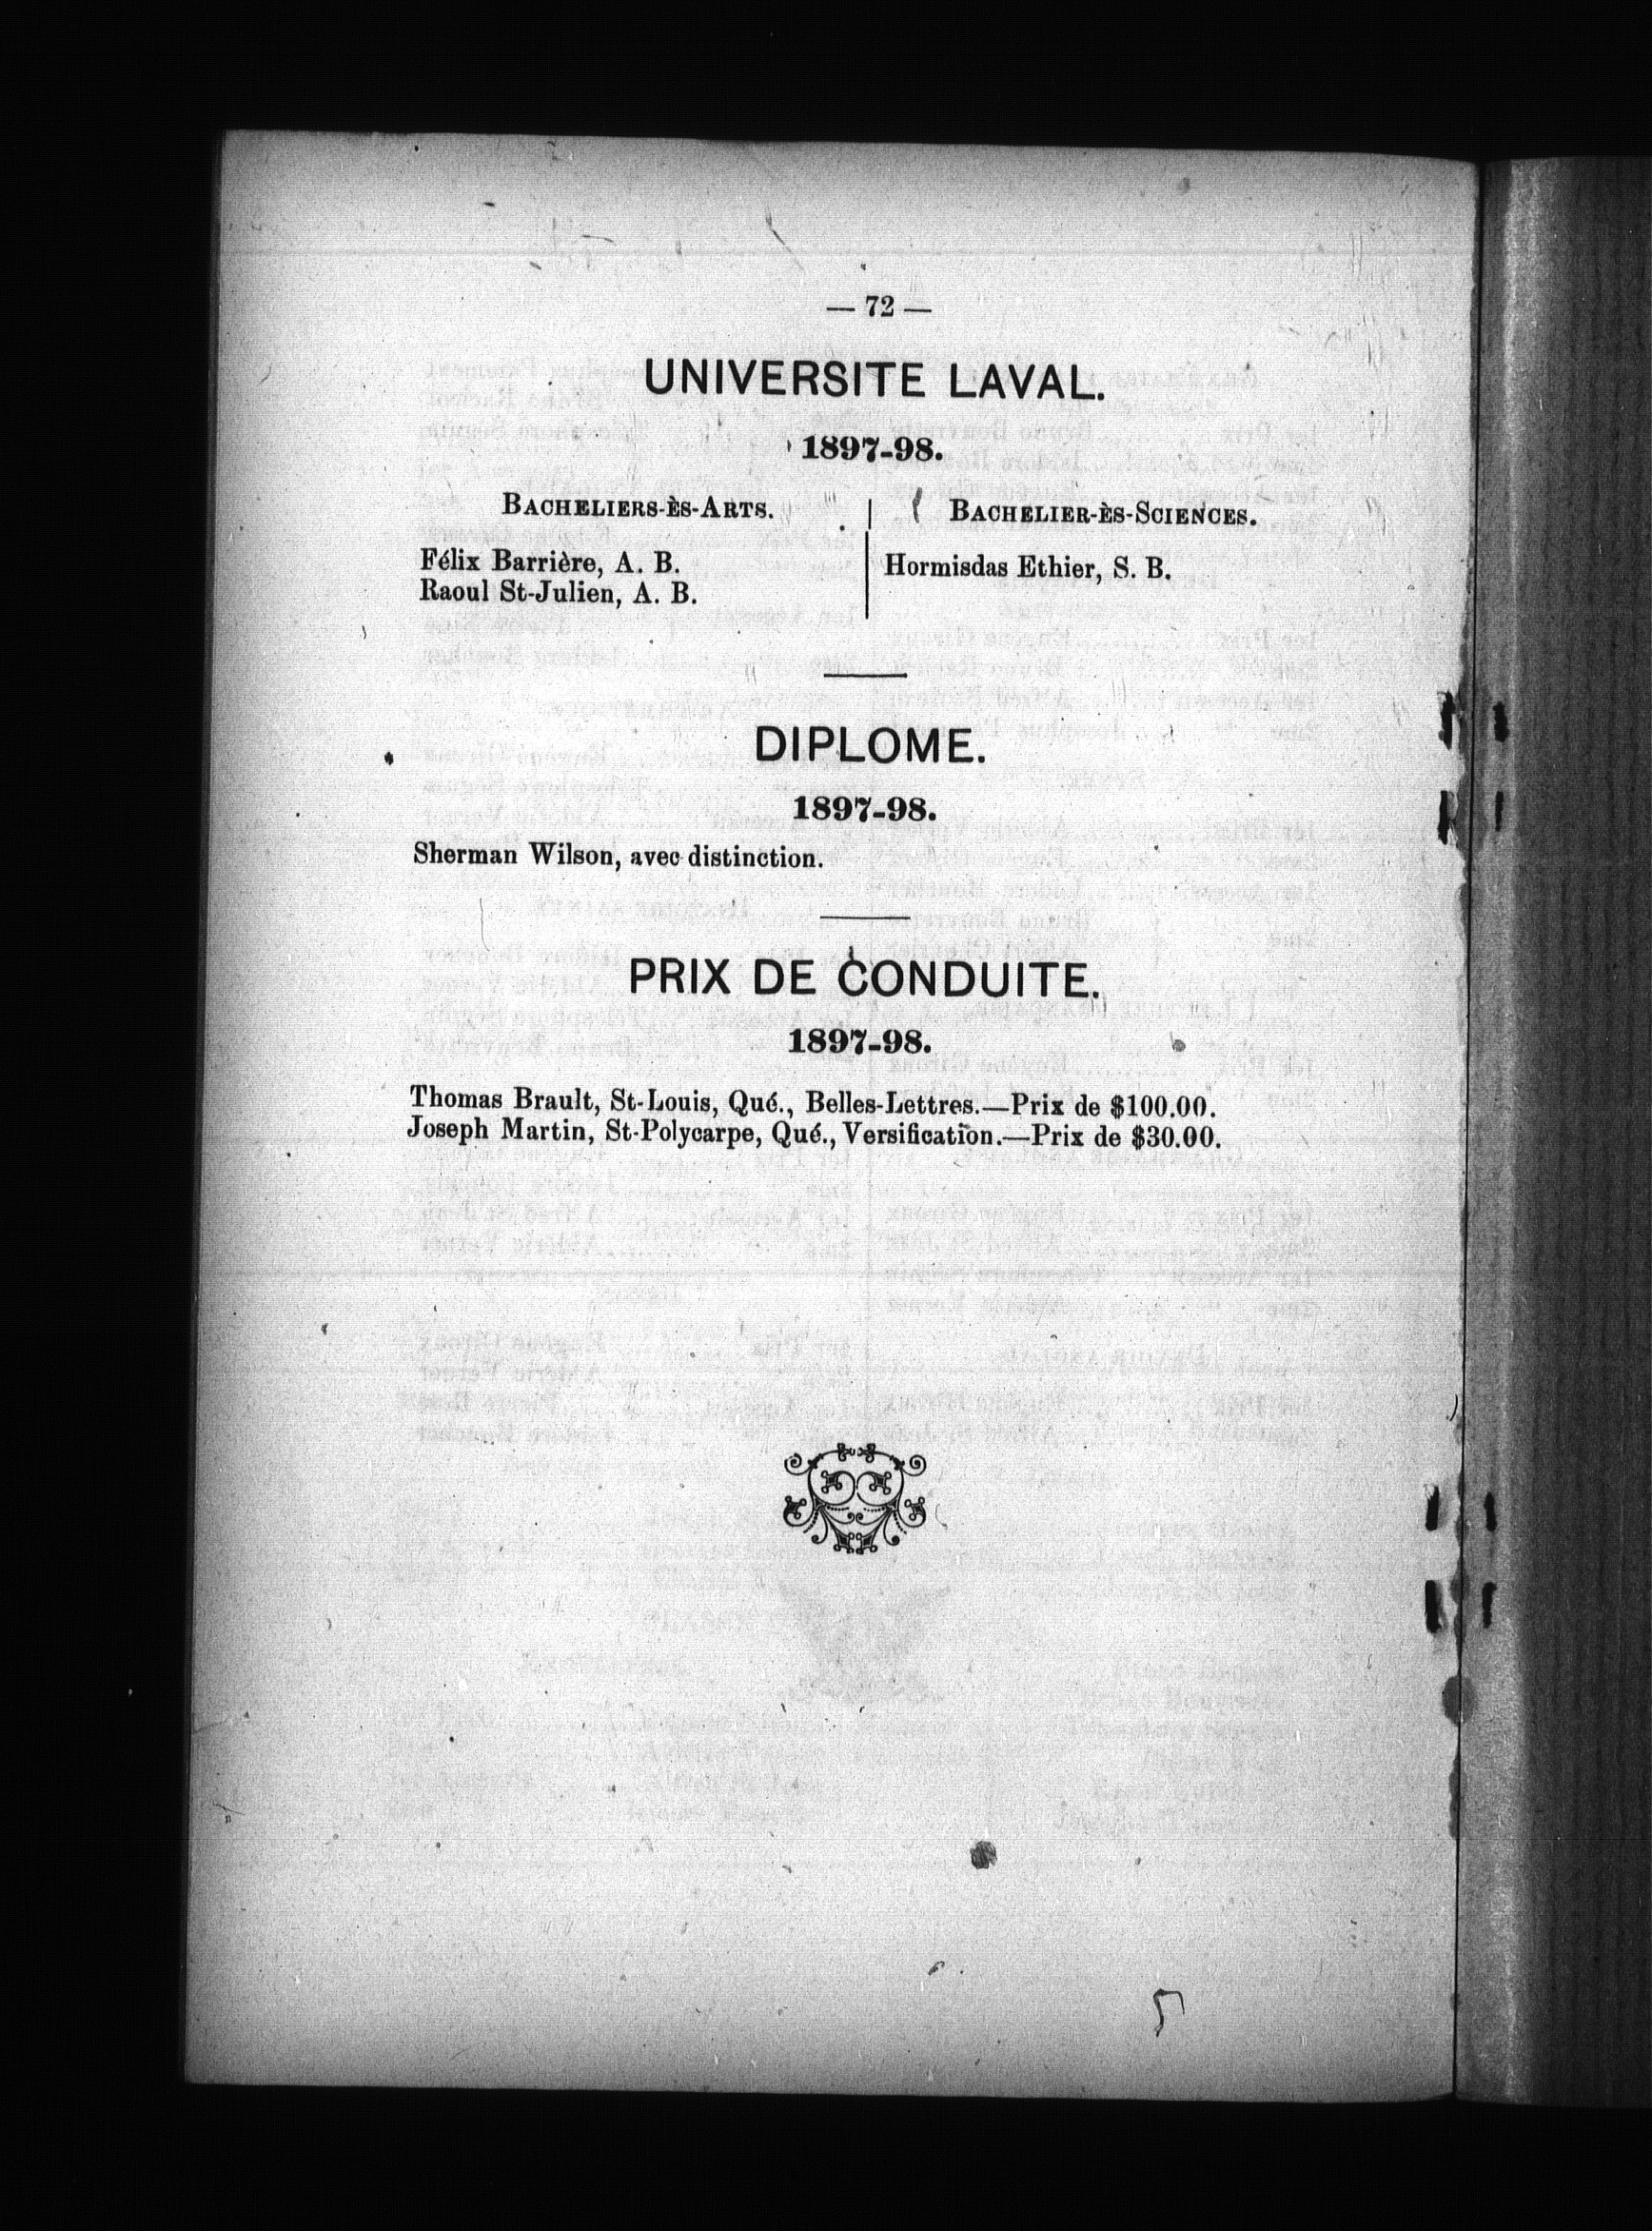 — 72 —
UNIVERSITE LAVAL.
1897-98.
BACHELIERS-ÈS-ARTS.
Félix Barrière, A. B.
Raoul St-Julien, A. B.
BACHELIER-ÈS-SCIENCES.
Hormisdas Ethier, S. B.
DIPLOME.
1897-98.
Sherman Wilson, avec distinction.
PRIX DE CONDUITE.
1897-98.
Thomas Brault, St-Louis, Qué., Belles-Lettres.—Prix de $100.00.
Joseph Martin, St-Polycarpe, Qué., Versification.—Prix de $30.00.